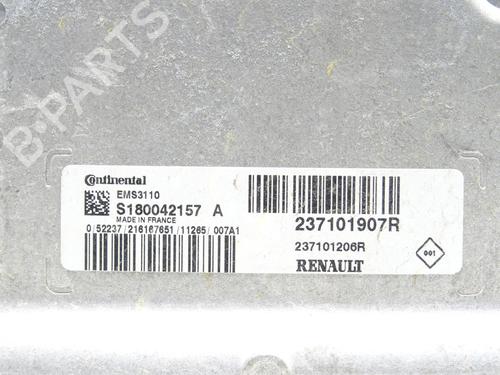 B-PARTS
Continental
EMS3110
S180042157 A
MADE IN FRANCE
0/52237/216167651/11265/007A1
237101907R
237101206R
RENAULT
001